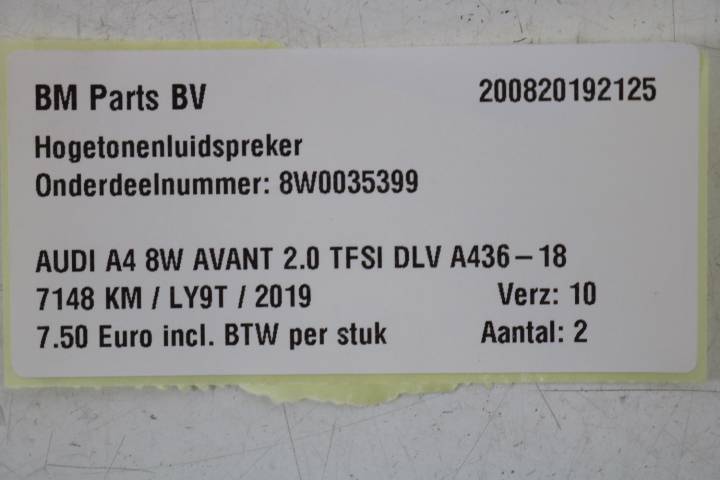 BM Parts BV 200820192125
Hogetonenluidspreker
Onderdeelnummer: 8W0035399
AUDI A4 8W AVANT 2.0 TFSI DLV A436-18
7148 KM / LY9T / 2019 Verz: 10
7.50 Euro incl. BTW per stuk Aantal: 2